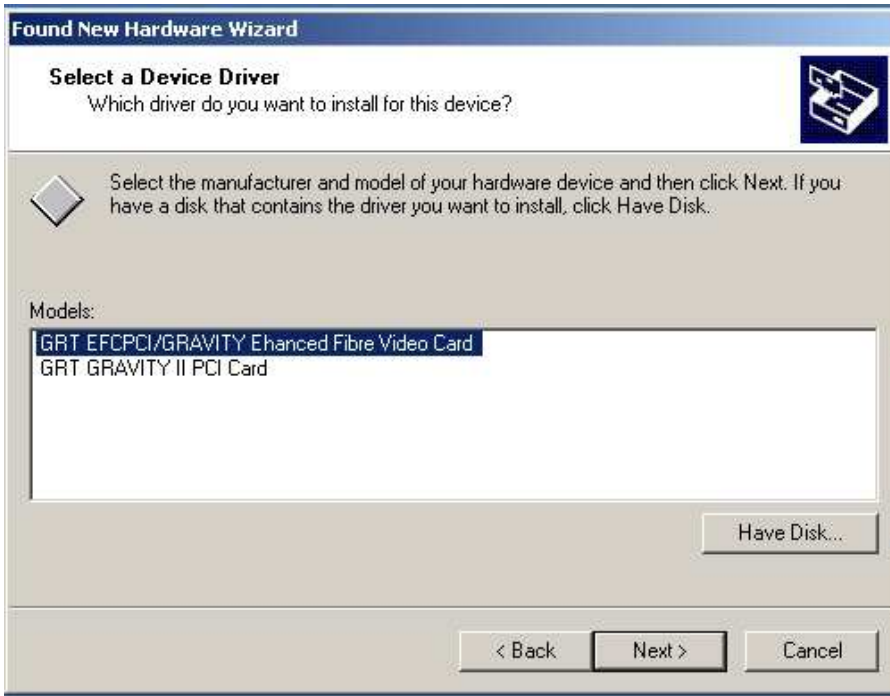 Found New Hardware Wizard
Select a Device Driver
Which driver do you want to install for this device?
Select the manufacturer and model of your hardware device and then click Next. If you
have a disk that contains the driver you want to install, click Have Disk.
Models:
GRT EFCPCI/GRAVITY Ehanced Fibre Video Card
GRT GRAVITY II PCI Card
Have Disk...
< Back Next > Cancel